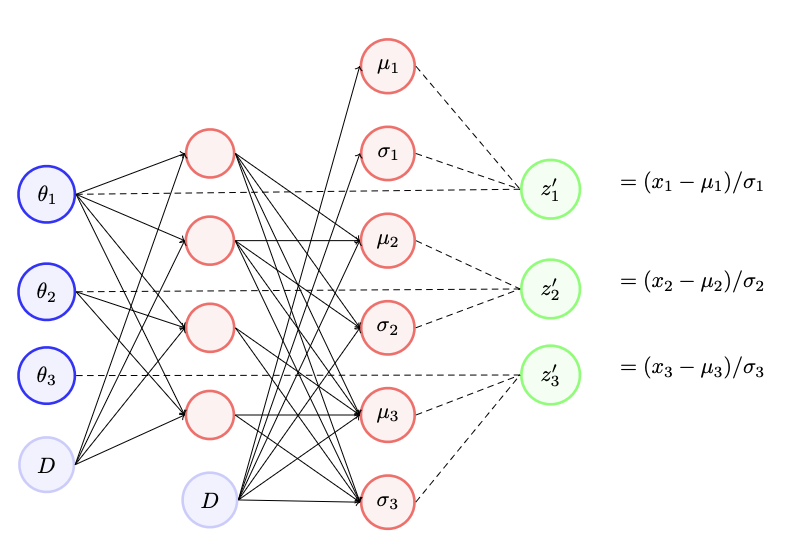 θ₁
θ₂
θ₃
D
D
μ₁
σ₁
μ₂
σ₂
μ₃
σ₃
z′₁ = (x₁ − μ₁)/σ₁
z′₂ = (x₂ − μ₂)/σ₂
z′₃ = (x₃ − μ₃)/σ₃